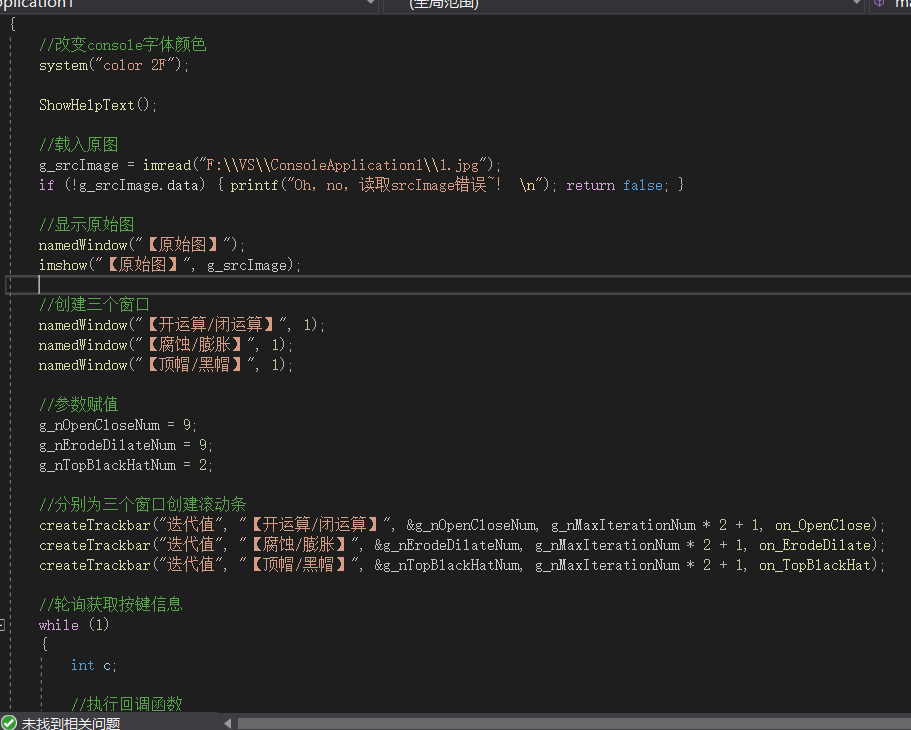 (全局范围)
{
//改变console字体颜色
system("color 2F");
ShowHelpText();
//载入原图
g_srcImage = imread("F:\\VS\\ConsoleApplication1\\1.jpg");
if (!g_srcImage.data) { printf("Oh，no，读取srcImage错误~！ \n"); return false; }
//显示原始图
namedWindow("【原始图】");
imshow("【原始图】", g_srcImage);
//创建三个窗口
namedWindow("【开运算/闭运算】", 1);
namedWindow("【腐蚀/膨胀】", 1);
namedWindow("【顶帽/黑帽】", 1);
//参数赋值
g_nOpenCloseNum = 9;
g_nErodeDilateNum = 9;
g_nTopBlackHatNum = 2;
//分别为三个窗口创建滚动条
createTrackbar("迭代值", "【开运算/闭运算】", &g_nOpenCloseNum, g_nMaxIterationNum * 2 + 1, on_OpenClose);
createTrackbar("迭代值", "【腐蚀/膨胀】", &g_nErodeDilateNum, g_nMaxIterationNum * 2 + 1, on_ErodeDilate);
createTrackbar("迭代值", "【顶帽/黑帽】", &g_nTopBlackHatNum, g_nMaxIterationNum * 2 + 1, on_TopBlackHat);
//轮询获取按键信息
while (1)
{
int c;
//执行回调函数
未找到相关问题